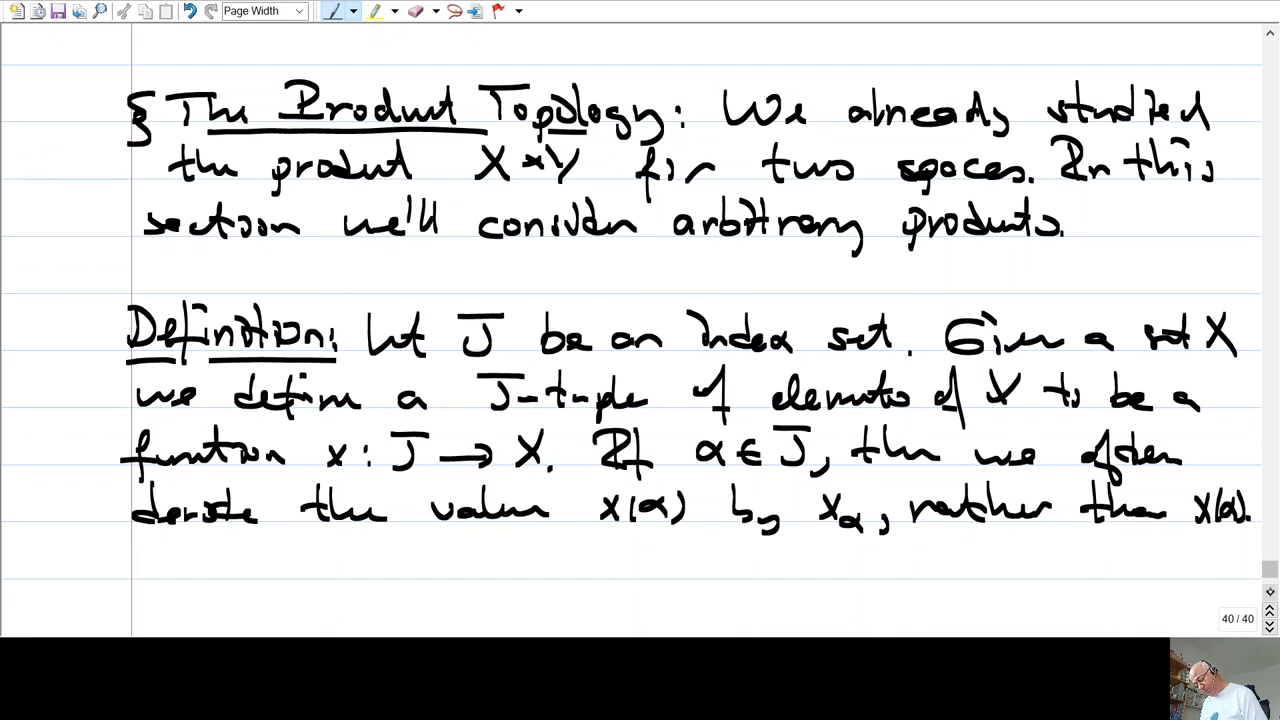 Page Width
§ The Product Topology: We already studied
the product X×Y for two spaces. In this
section we'll consider arbitrary products.
Definition: Let J be an index set. Given a set X
we define a J-tuple of elements of X to be a
function x: J → X. If α ∈ J, then we often
denote the value x(α) by xα, rather than x(α).
40 / 40